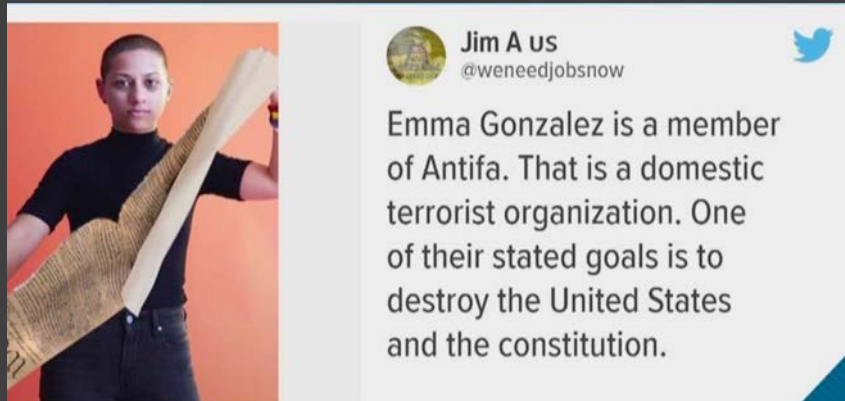 Jim A US
@weneedjobsnow
Emma Gonzalez is a member
of Antifa. That is a domestic
terrorist organization. One
of their stated goals is to
destroy the United States
and the constitution.